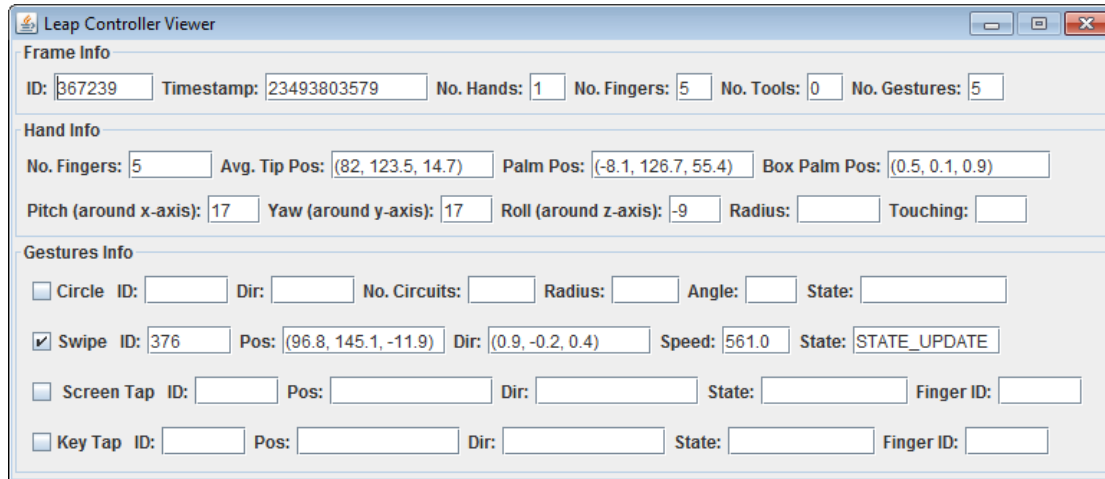 Leap Controller Viewer
Frame Info
ID: 367239 Timestamp: 23493803579 No. Hands: 1 No. Fingers: 5 No. Tools: 0 No. Gestures: 5
Hand Info
No. Fingers: 5 Avg. Tip Pos: (82, 123.5, 14.7) Palm Pos: (-8.1, 126.7, 55.4) Box Palm Pos: (0.5, 0.1, 0.9)
Pitch (around x-axis): 17 Yaw (around y-axis): 17 Roll (around z-axis): -9 Radius: Touching:
Gestures Info
Circle ID: Dir: No. Circuits: Radius: Angle: State:
Swipe ID: 376 Pos: (96.8, 145.1, -11.9) Dir: (0.9, -0.2, 0.4) Speed: 561.0 State: STATE_UPDATE
Screen Tap ID: Pos: Dir: State: Finger ID:
Key Tap ID: Pos: Dir: State: Finger ID: